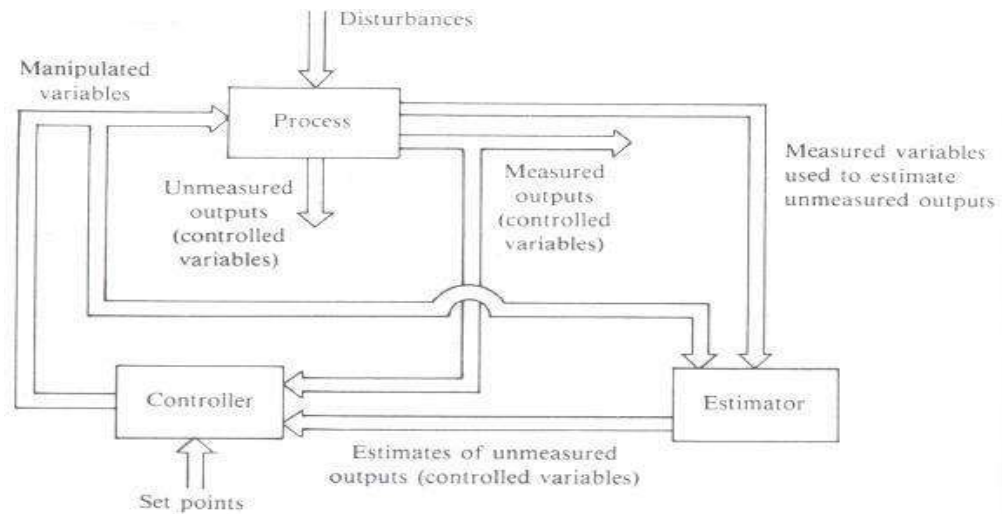 Disturbances
Manipulated
variables
Process
Unmeasured
outputs
(controlled
variables)
Measured
outputs
(controlled
variables)
Measured variables
used to estimate
unmeasured outputs
Controller
Estimator
Estimates of unmeasured
outputs (controlled variables)
Set points